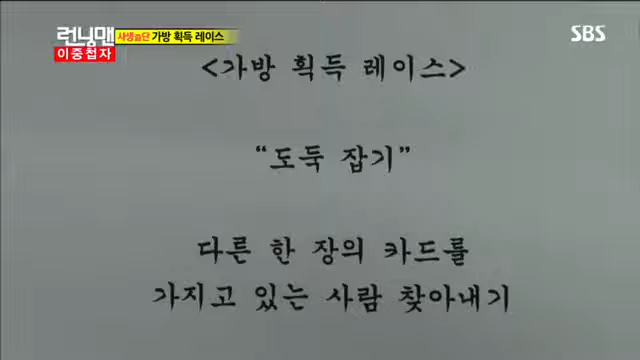 런닝맨
이중첩자
사생결단 가방 획득 레이스
SBS
<가방 획득 레이스>
“도둑 잡기”
다른 한 장의 카드를
가지고 있는 사람 찾아내기